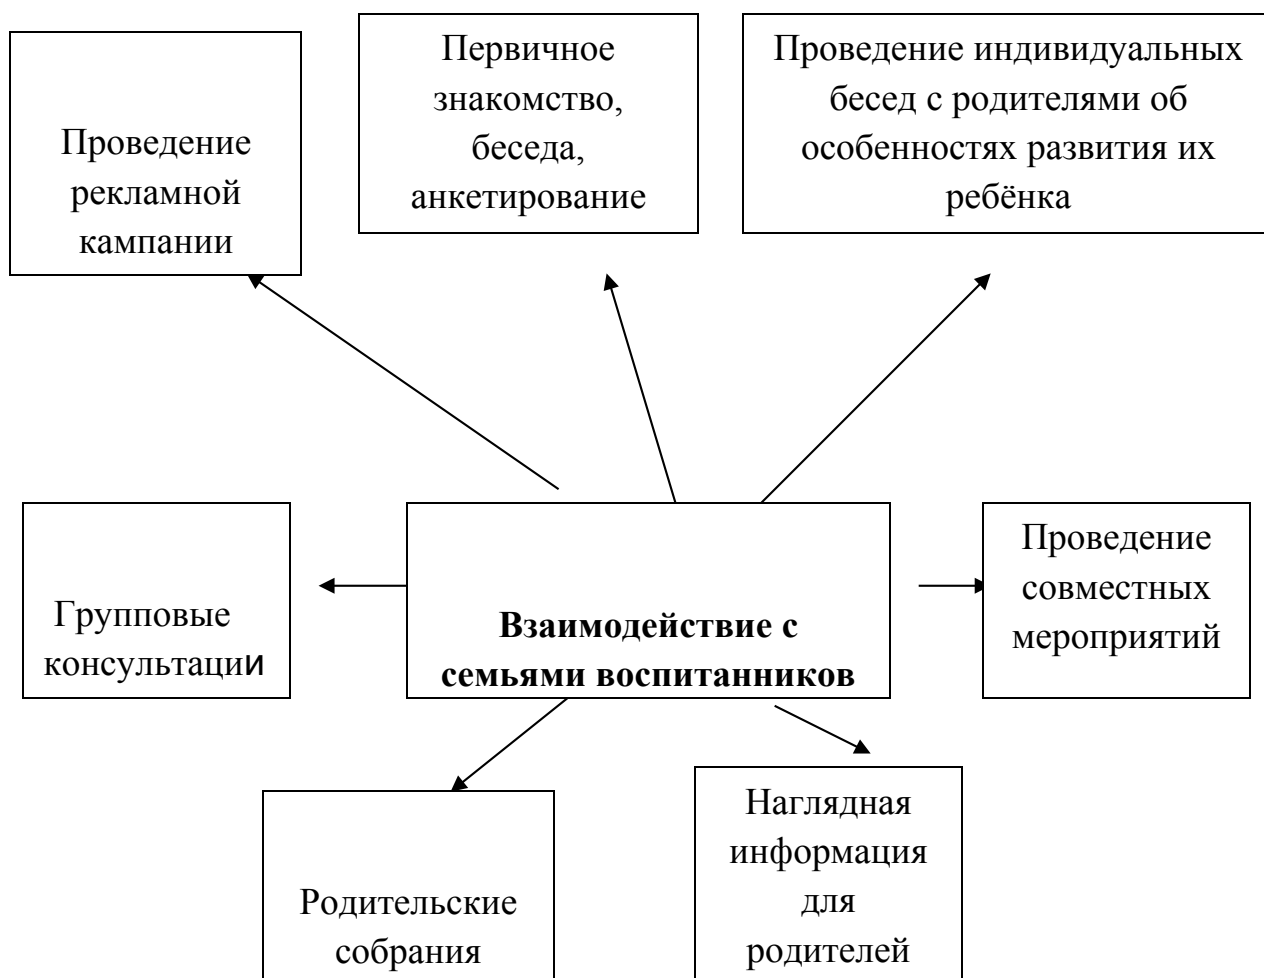 Проведение
рекламной
кампании
Первичное
знакомство,
беседа,
анкетирование
Проведение индивидуальных
бесед с родителями об
особенностях развития их
ребёнка
Групповые
консультации
Взаимодействие с
семьями воспитанников
Проведение
совместных
мероприятий
Родительские
собрания
Наглядная
информация
для
родителей